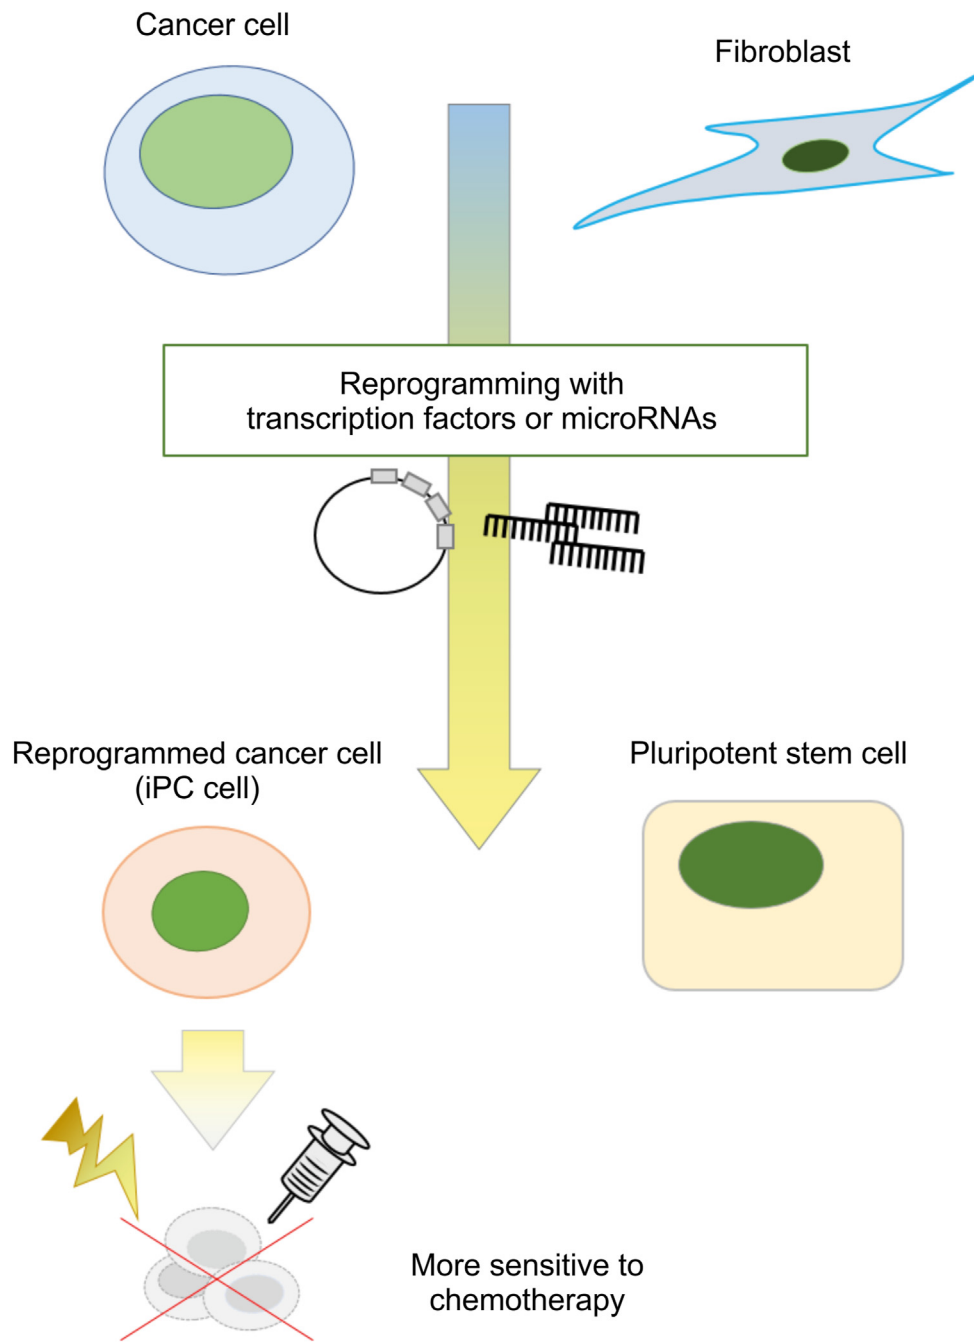 Cancer cell
Fibroblast
Reprogramming with
transcription factors or microRNAs
Reprogrammed cancer cell
(iPC cell)
Pluripotent stem cell
More sensitive to
chemotherapy